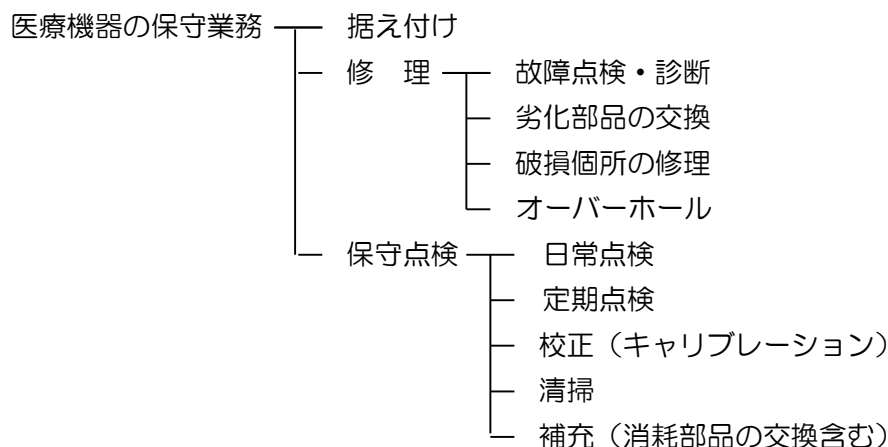 医療機器の保守業務 据え付け
修　理 故障点検・診断
劣化部品の交換
破損個所の修理
オーバーホール
保守点検 日常点検
定期点検
校正（キャリブレーション）
清掃
補充（消耗部品の交換含む）